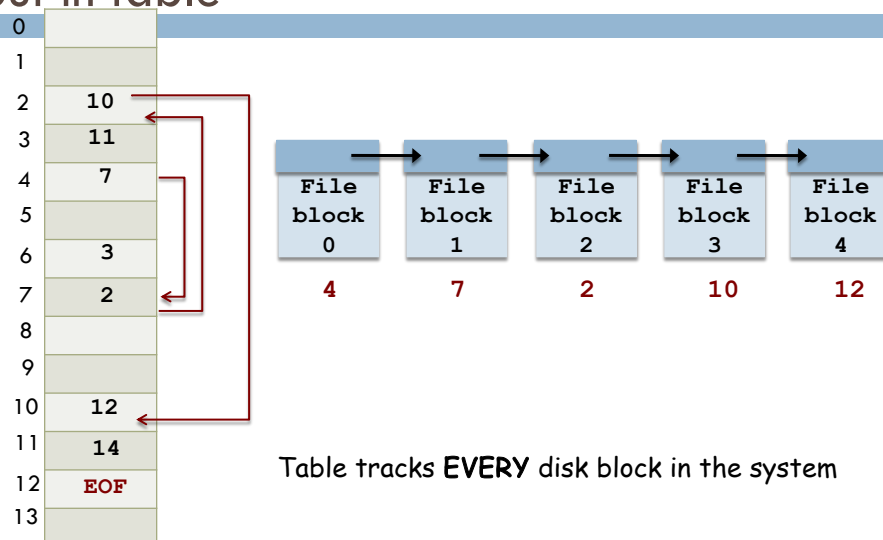 in table
0
1
2 10
3 11
4 7
5
6 3
7 2
8
9
10 12
11 14
12 EOF
13
File block 0
File block 1
File block 2
File block 3
File block 4
4 7 2 10 12
Table tracks EVERY disk block in the system